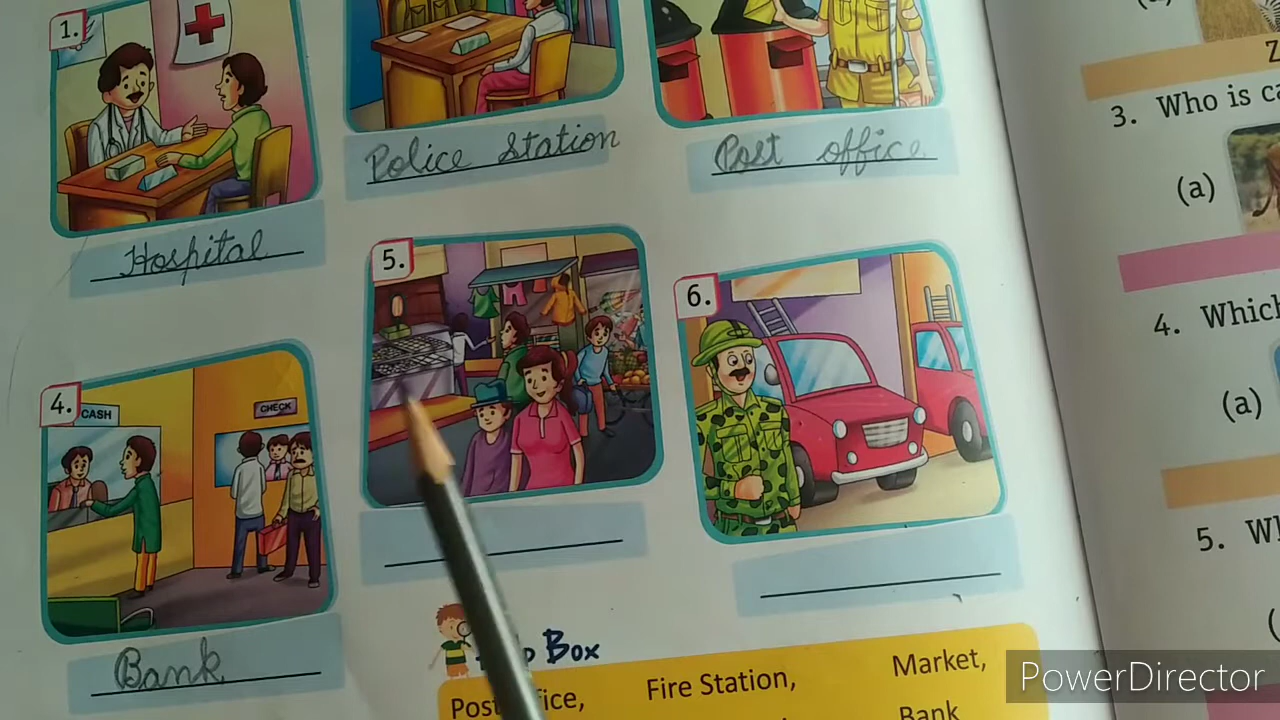 1.
Hospital
Police Station
Post office
4.
CASH
CHECK
Bank
5.
6.
Box
Fire Station,
Market,
Bank
3. Who is
(a)
4. Which
(a)
5.
PowerDirector